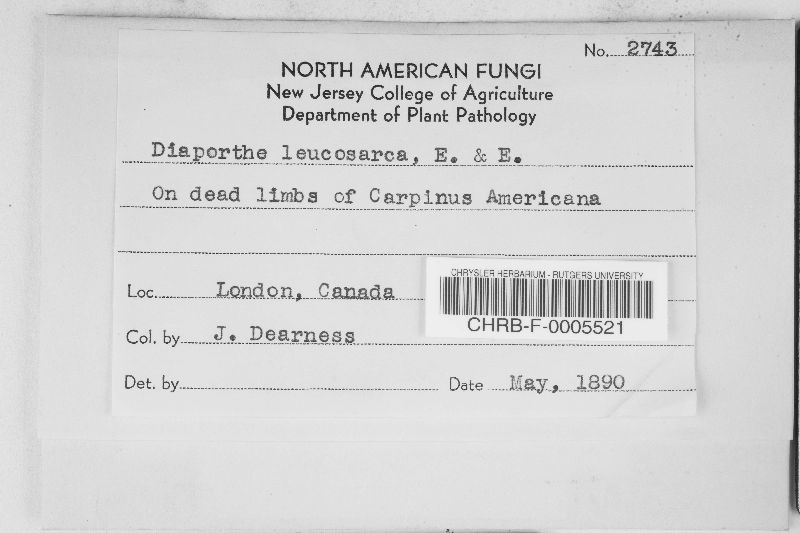 No. 2743
NORTH AMERICAN FUNGI
New Jersey College of Agriculture
Department of Plant Pathology
Diaporthe leucosarca, E. & E.
On dead limbs of Carpinus Americana
Loc. London, Canada
CHRYSLER HERBARIUM - RUTGERS UNIVERSITY
CHRB-F-0005521
Col. by J. Dearness
Det. by Date May, 1890